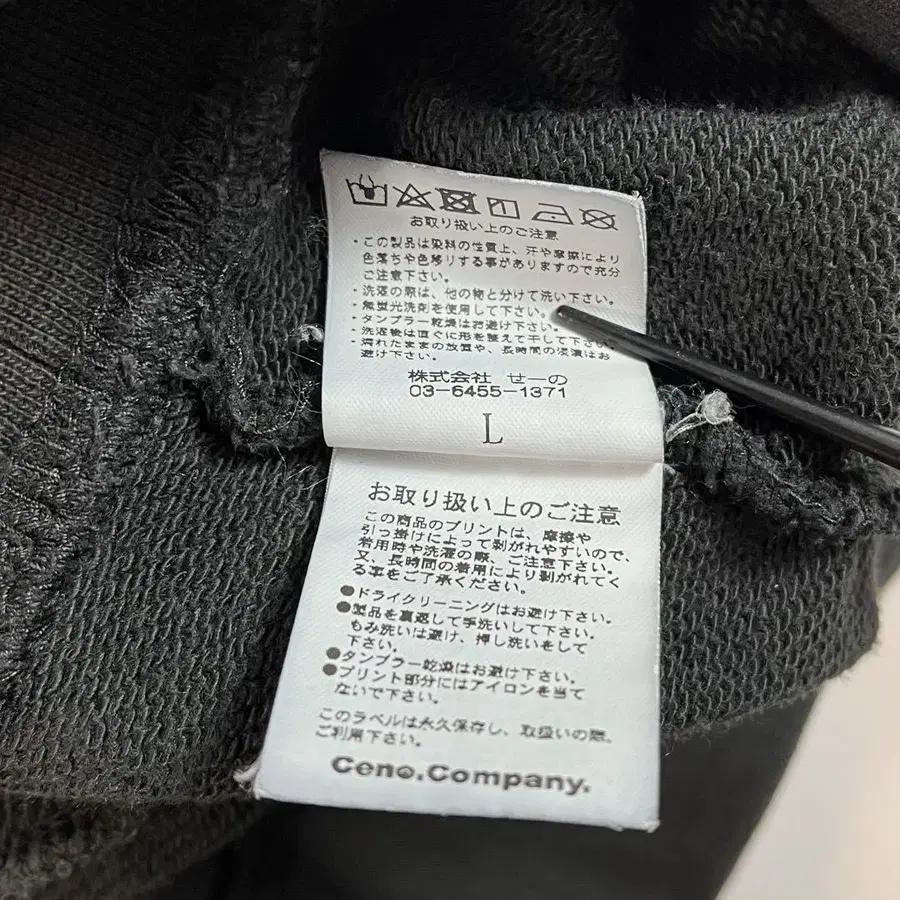 お取り扱い上のご注意
・この製品は染料の性質上、汗や摩擦により
色落ちや色移りする事がありますので充分
ご注意下さい。
・洗濯の際は、他の物と分けて洗い下さい。
・無蛍光洗剤を使用して下さい。
・タンブラー乾燥はお避け下さい。
・洗濯後は直ぐに形を整えて干して下さい。
・濡れたままの放置や、長時間の浸漬はお
避け下さい。
株式会社 せーの
03-6455-1371
L
お取り扱い上のご注意
この商品のプリントは、摩擦や
引っ掛けによって剥がれやすいので、
着用時や洗濯の際、ご注意下さい。
又、長時間の着用により剥がれてく
る事をご了承ください。
●ドライクリーニングはお避け下さい。
●製品を裏返して手洗いして下さい。
もみ洗いは避け、押し洗いをして
下さい。
●タンブラー乾燥はお避け下さい。
●プリント部分にはアイロンを当て
ないで下さい。
このラベルは永久保存し、取扱いの際、
ご利用下さい。
Ceno.Company.